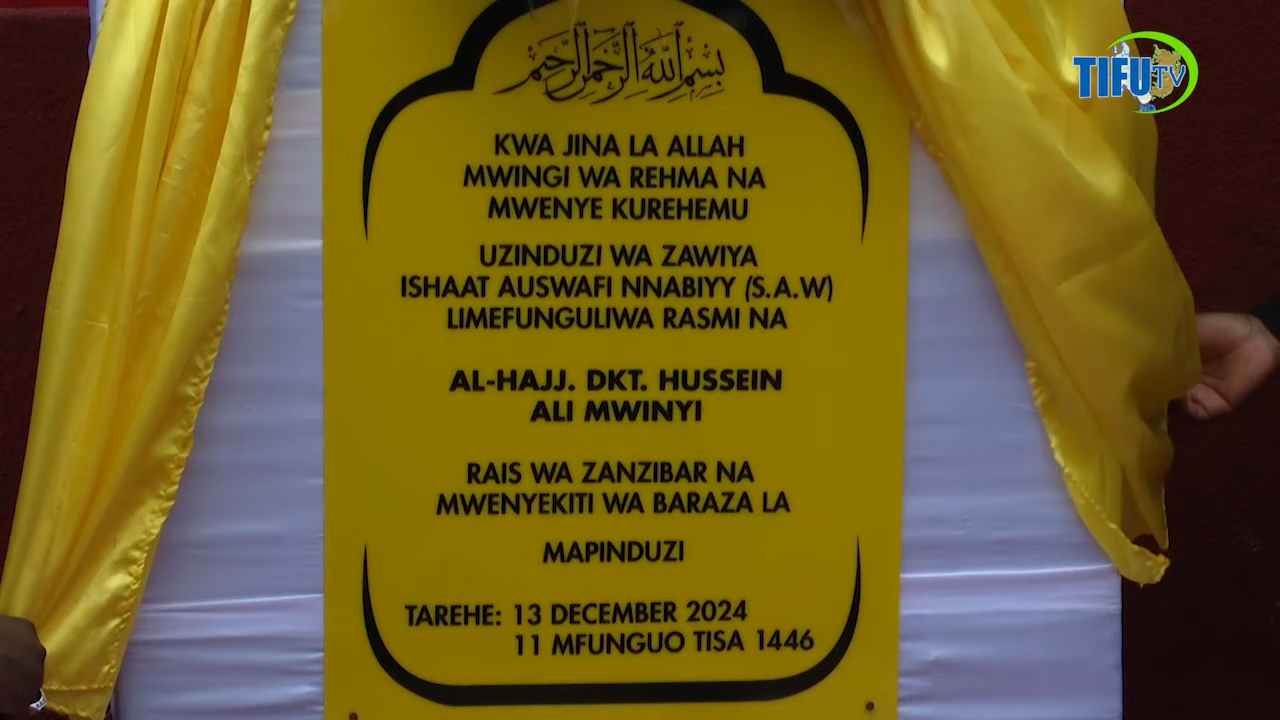 بسم الله الرحمن الرحيم
TIFU TV
KWA JINA LA ALLAH
MWINGI WA REHMA NA
MWENYE KUREHEMU
UZINDUZI WA ZAWIYA
ISHAAT AUSWAFI NNABIYY (S.A.W)
LIMEFUNGULIWA RASMI NA
AL-HAJJ. DKT. HUSSEIN
ALI MWINYI
RAIS WA ZANZIBAR NA
MWENYEKITI WA BARAZA LA
MAPINDUZI
TAREHE: 13 DECEMBER 2024
11 MFUNGUO TISA 1446